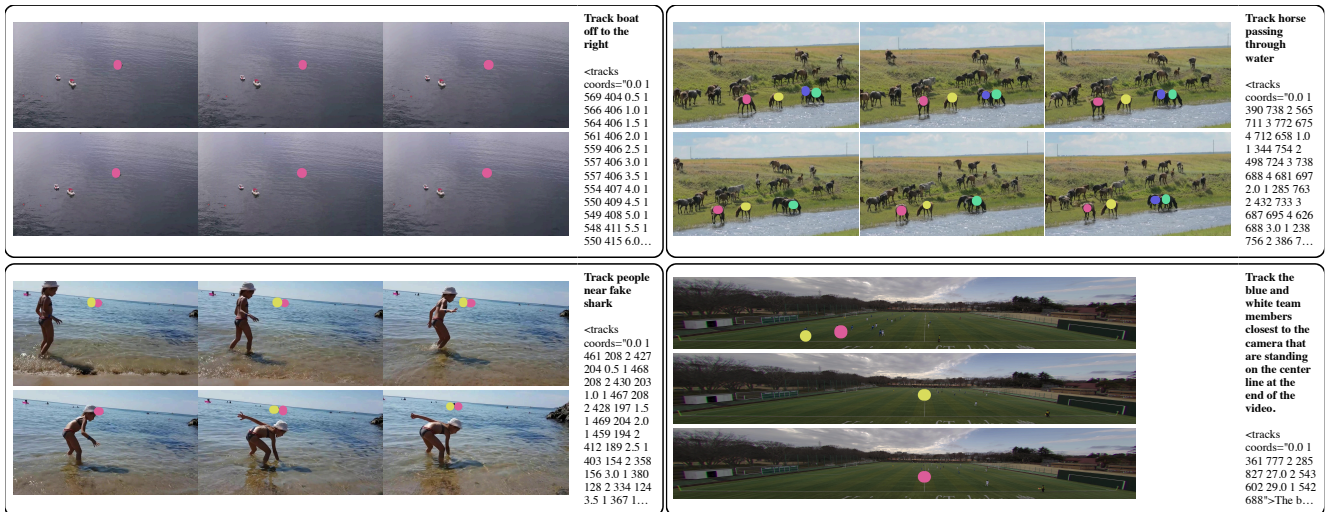 Track boat
off to the
right
<tracks
coords="0.0 1
569 404 0.5 1
566 406 1.0 1
564 406 1.5 1
561 406 2.0 1
559 406 2.5 1
557 406 3.0 1
557 406 3.5 1
554 407 4.0 1
550 409 4.5 1
549 408 5.0 1
548 411 5.5 1
550 415 6.0…
Track horse
passing
through
water
<tracks
coords="0.0 1
390 738 2 565
711 3 772 675
4 712 658 1.0
1 344 754 2
498 724 3 738
688 4 681 697
2.0 1 285 763
2 432 733 3
687 695 4 626
688 3.0 1 238
756 2 386 7…
Track people
near fake
shark
<tracks
coords="0.0 1
461 208 2 427
204 0.5 1 468
208 2 430 203
1.0 1 467 208
2 428 197 1.5
1 469 204 2.0
1 459 194 2
412 189 2.5 1
403 154 2 358
156 3.0 1 380
128 2 334 124
3.5 1 367 1…
Track the
blue and
white team
members
closest to the
camera that
are standing
on the center
line at the
end of the
video.
<tracks
coords="0.0 1
361 777 2 285
827 27.0 2 543
602 29.0 1 542
688">The b…